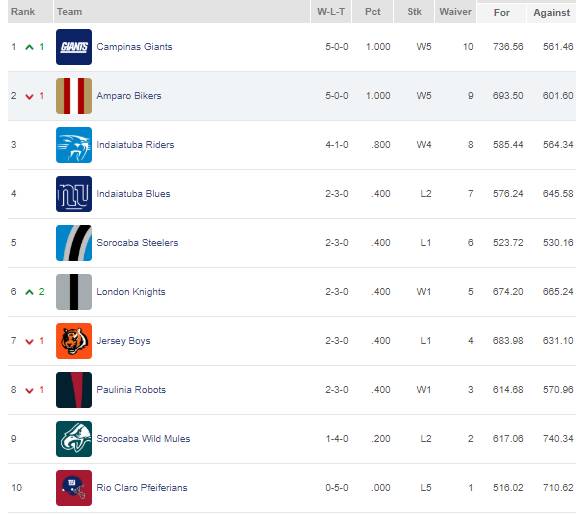 Rank Team W-L-T Pct Stk Waiver For Against
1 1 GIANTS Campinas Giants 5-0-0 1.000 W5 10 736.56 561.46
2 1 Amparo Bikers 5-0-0 1.000 W5 9 693.50 601.60
3 Indaiatuba Riders 4-1-0 .800 W4 8 585.44 564.34
4 NU Indaiatuba Blues 2-3-0 .400 L2 7 576.24 645.58
5 Sorocaba Steelers 2-3-0 .400 L1 6 523.72 530.16
6 2 London Knights 2-3-0 .400 W1 5 674.20 665.24
7 1 Jersey Boys 2-3-0 .400 L1 4 683.98 631.10
8 1 Paulinia Robots 2-3-0 .400 W1 3 614.68 570.96
9 Sorocaba Wild Mules 1-4-0 .200 L2 2 617.06 740.34
10 Rio Claro Pfeiferians 0-5-0 .000 L5 1 516.02 710.62